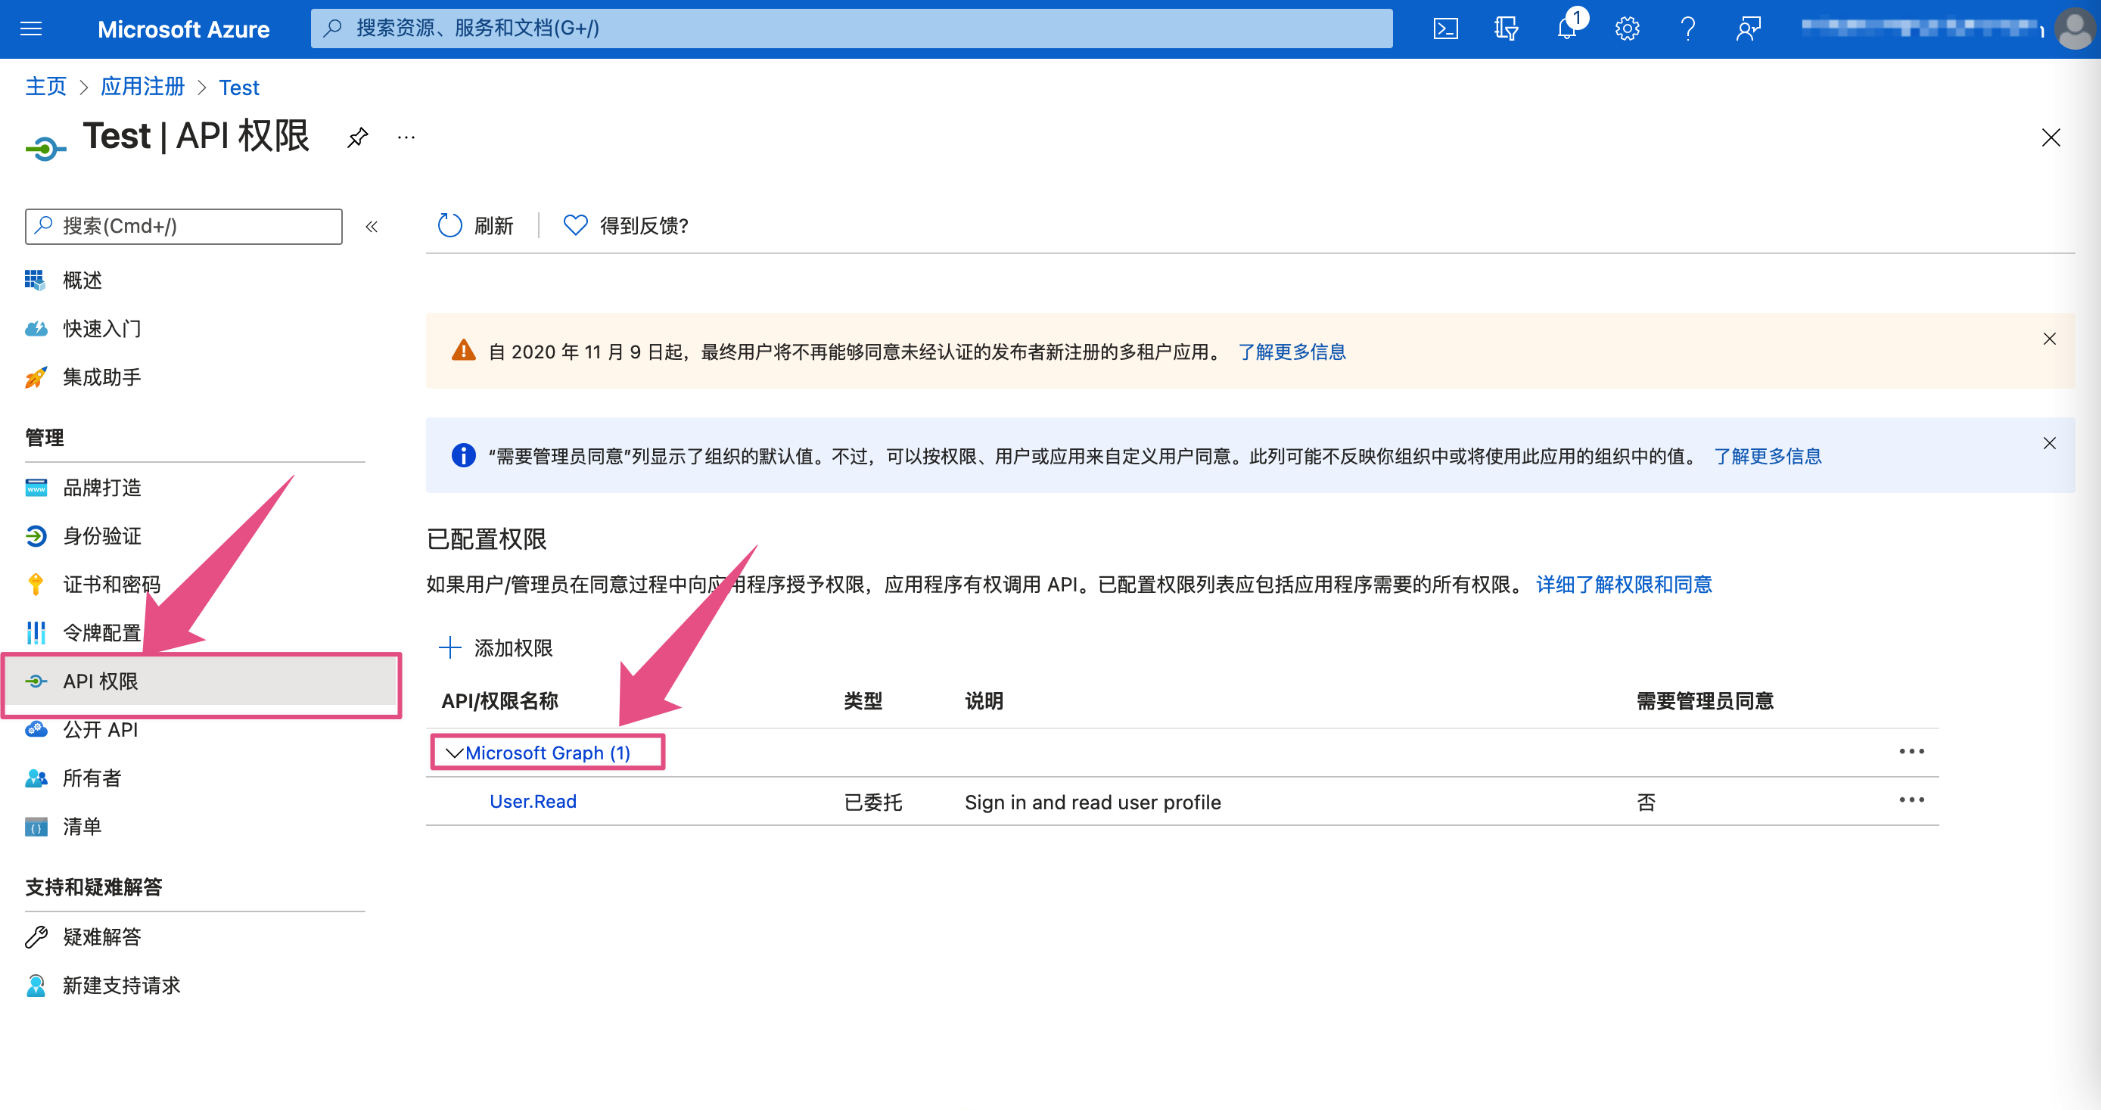 Microsoft Azure
搜索资源、服务和文档(G+/)
1
主页 > 应用注册 > Test
Test | API 权限
搜索(Cmd+/)
概述
快速入门
集成助手
管理
品牌打造
身份验证
证书和密码
令牌配置
API 权限
公开 API
所有者
清单
支持和疑难解答
疑难解答
新建支持请求
刷新
得到反馈?
自 2020 年 11 月 9 日起，最终用户将不再能够同意未经认证的发布者新注册的多租户应用。 了解更多信息
“需要管理员同意”列显示了组织的默认值。不过，可以按权限、用户或应用来自定义用户同意。此列可能不反映你组织中或将使用此应用的组织中的值。 了解更多信息
已配置权限
如果用户/管理员在同意过程中向应用程序授予权限，应用程序有权调用 API。已配置权限列表应包括应用程序需要的所有权限。 详细了解权限和同意
添加权限
API/权限名称 类型 说明 需要管理员同意
Microsoft Graph (1)
User.Read 已委托 Sign in and read user profile 否